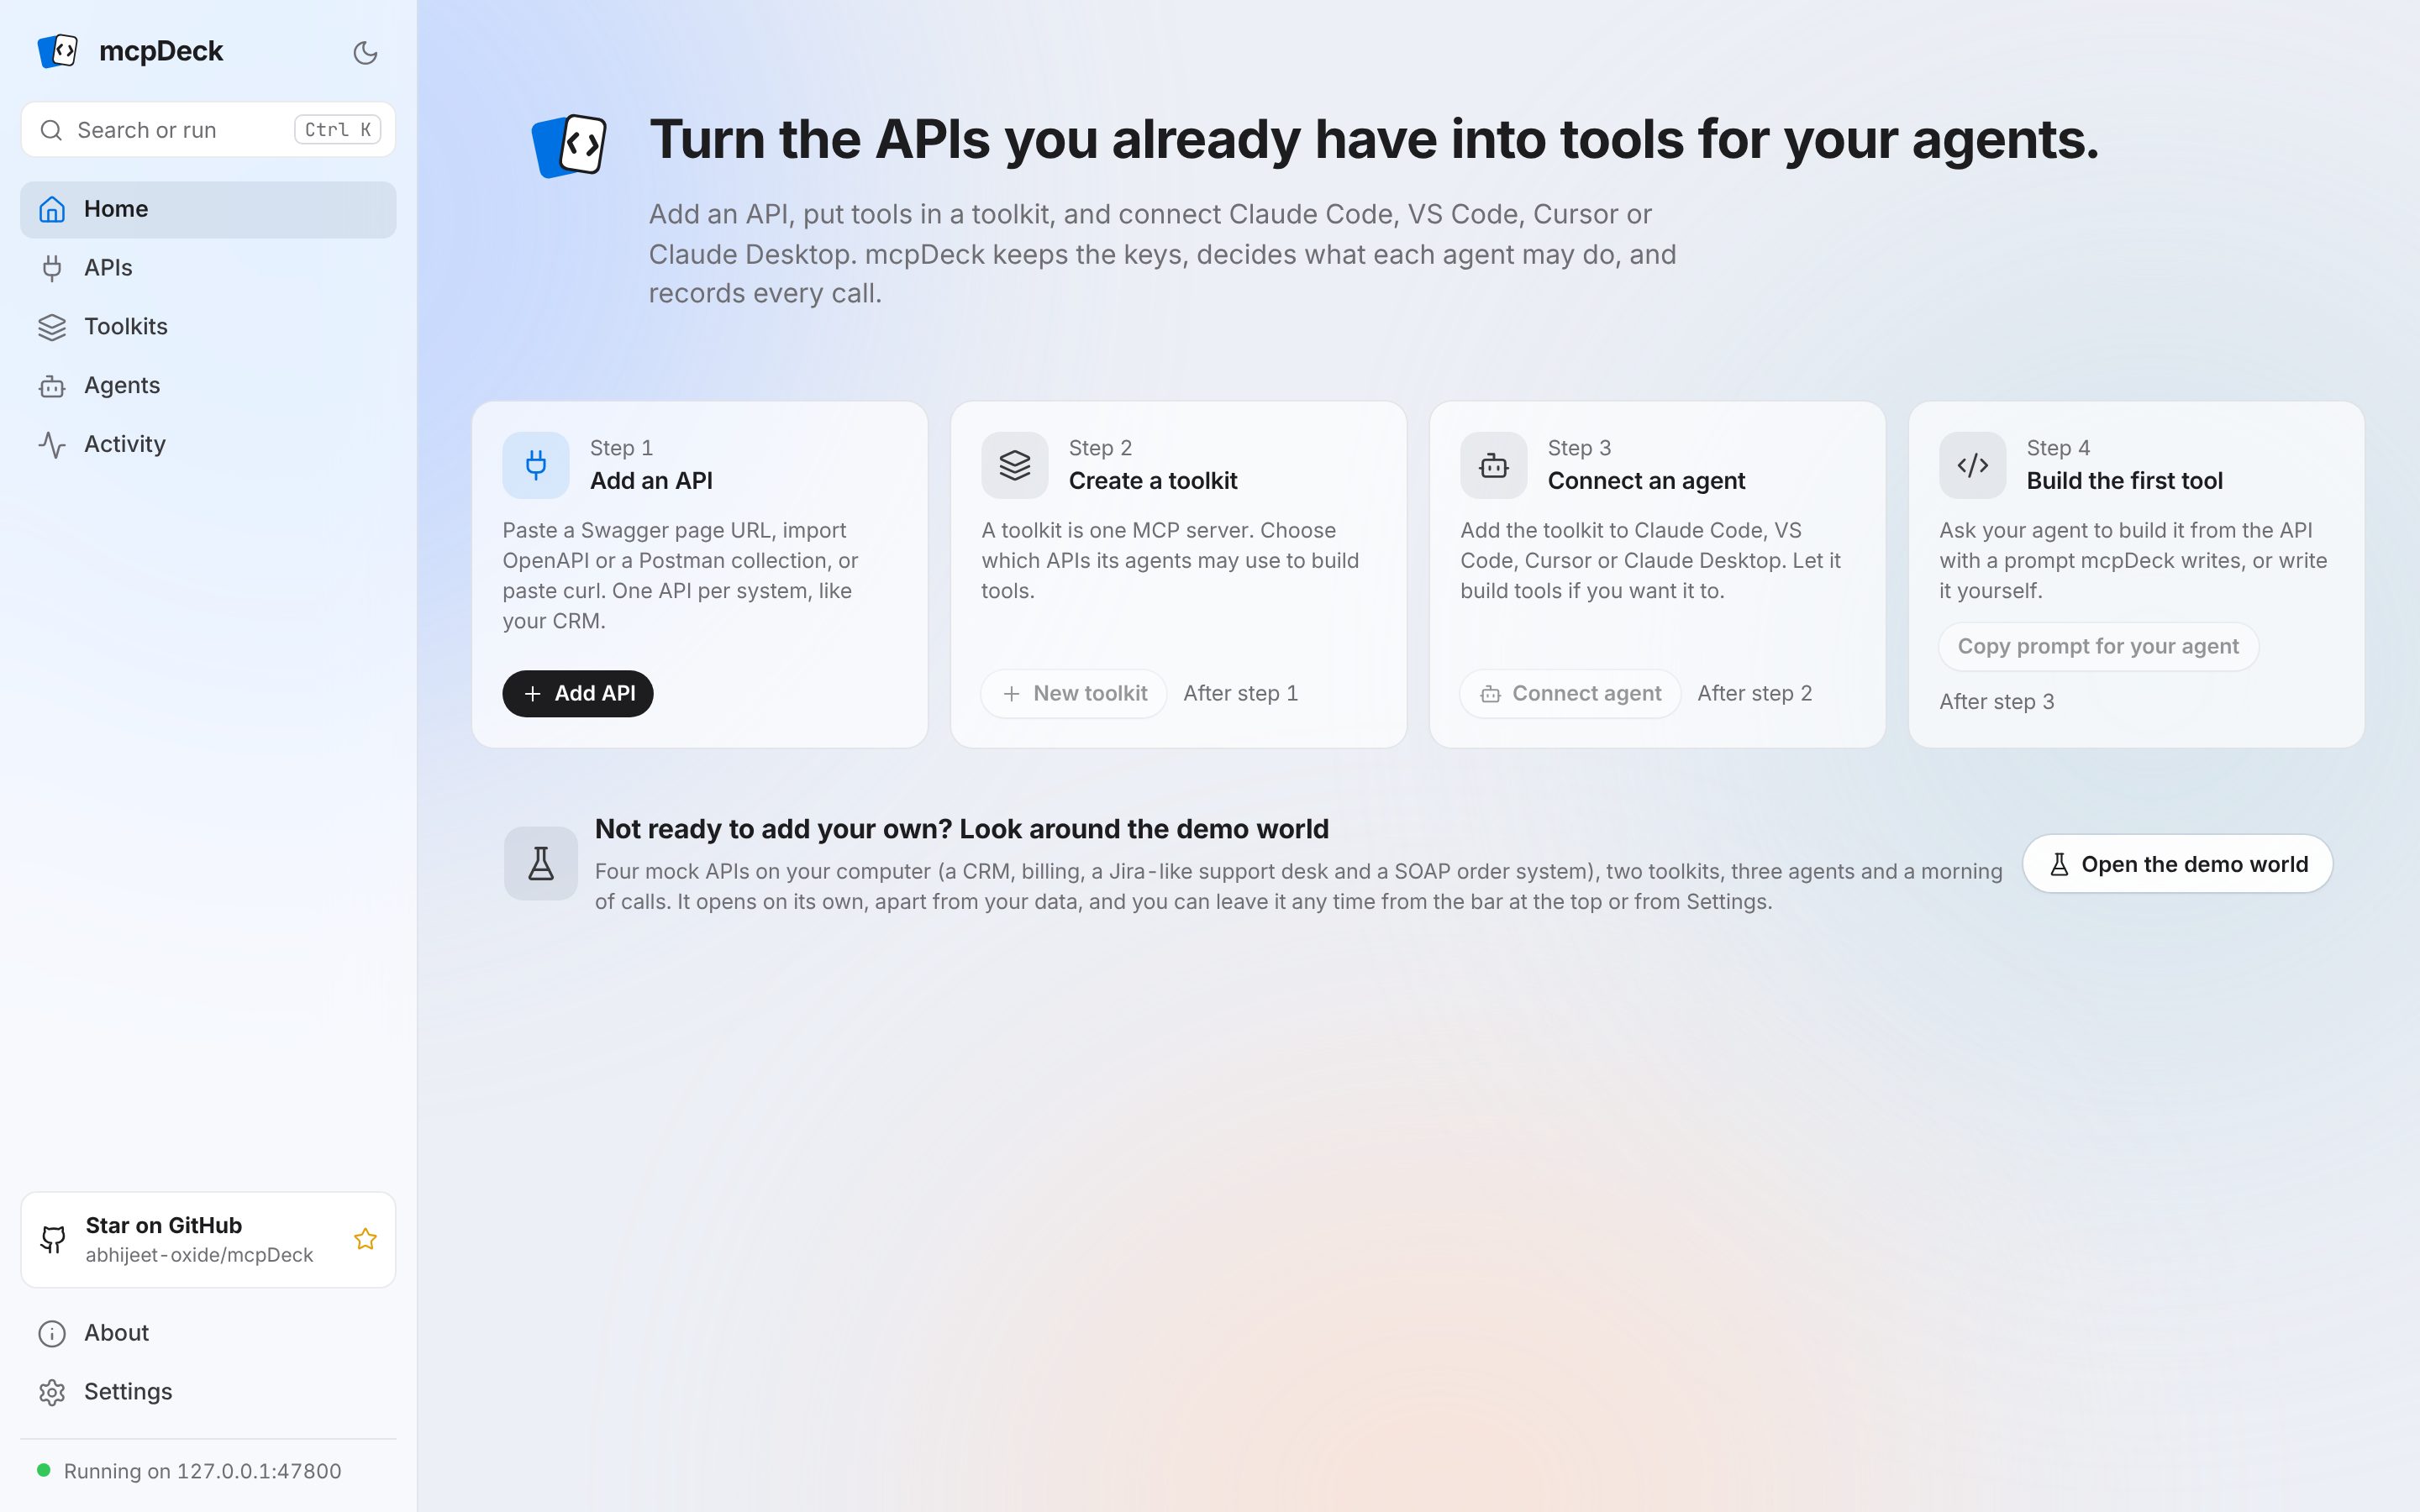 mcpDeck
Search or run
Ctrl K
Home
APIs
Toolkits
Agents
Activity
Star on GitHub
abhijeet-oxide/mcpDeck
About
Settings
Running on 127.0.0.1:47800
Turn the APIs you already have into tools for your agents.
Add an API, put tools in a toolkit, and connect Claude Code, VS Code, Cursor or
Claude Desktop. mcpDeck keeps the keys, decides what each agent may do, and
records every call.
Step 1
Add an API
Paste a Swagger page URL, import
OpenAPI or a Postman collection, or
paste curl. One API per system, like
your CRM.
Add API
Step 2
Create a toolkit
A toolkit is one MCP server. Choose
which APIs its agents may use to build
tools.
New toolkit
After step 1
Step 3
Connect an agent
Add the toolkit to Claude Code, VS
Code, Cursor or Claude Desktop. Let it
build tools if you want it to.
Connect agent
After step 2
Step 4
Build the first tool
Ask your agent to build it from the API
with a prompt mcpDeck writes, or write
it yourself.
Copy prompt for your agent
After step 3
Not ready to add your own? Look around the demo world
Four mock APIs on your computer (a CRM, billing, a Jira-like support desk and a SOAP order system), two toolkits, three agents and a morning
of calls. It opens on its own, apart from your data, and you can leave it any time from the bar at the top or from Settings.
Open the demo world